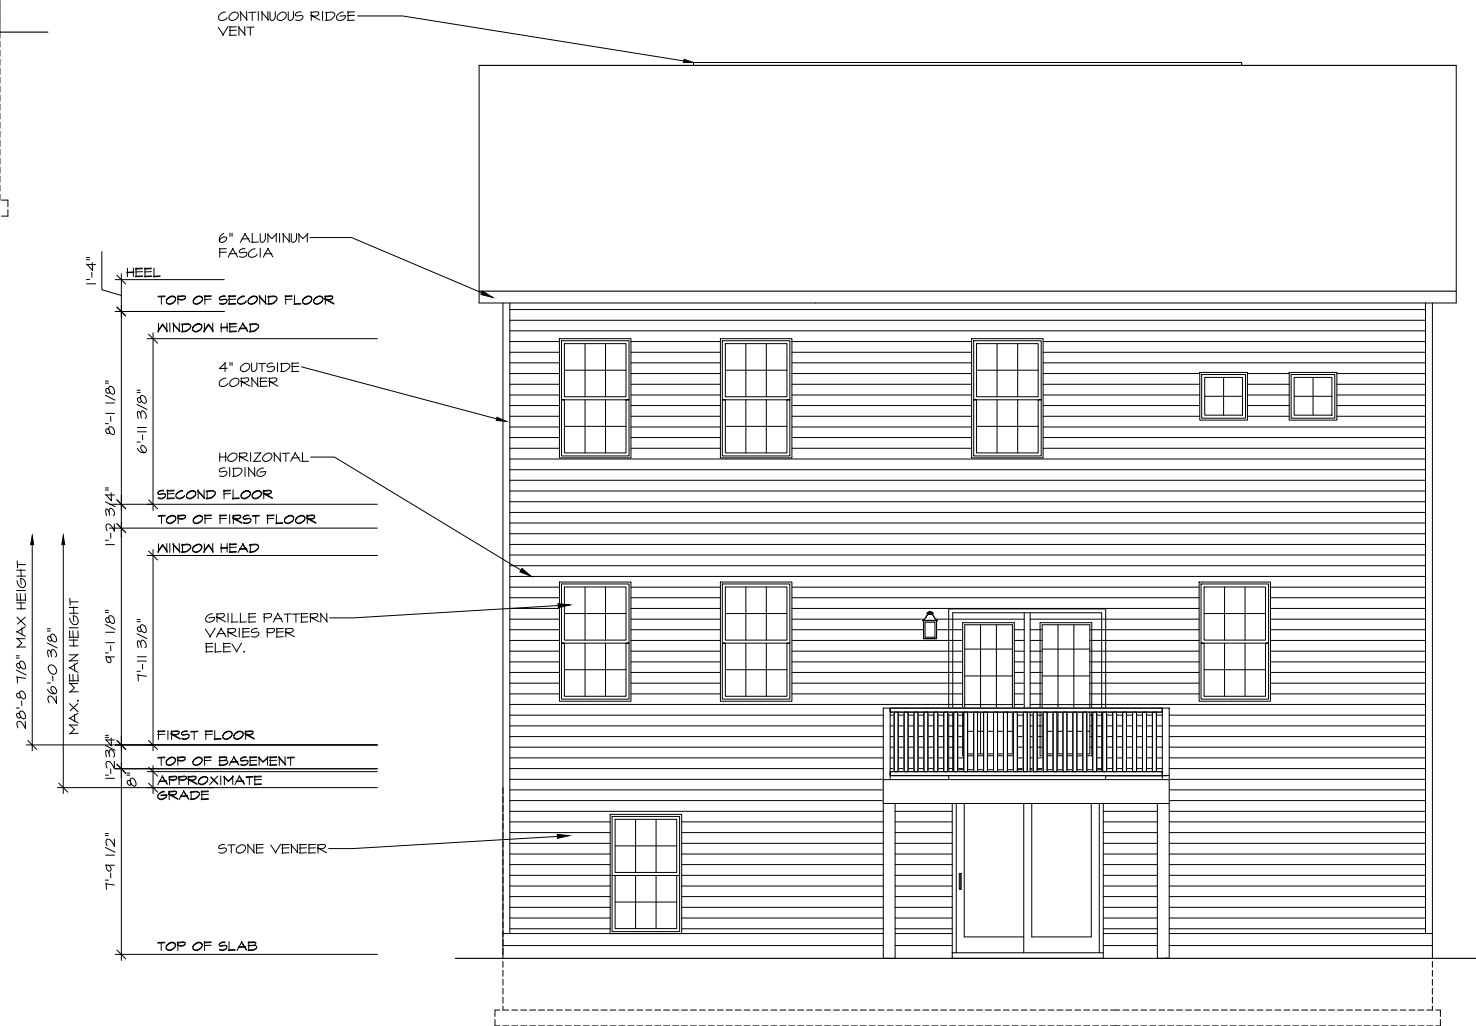 CONTINUOUS RIDGE
VENT
6" ALUMINUM
FASCIA
1'-4"
HEEL
TOP OF SECOND FLOOR
WINDOW HEAD
4" OUTSIDE
CORNER
8'-1 1/8"
6'-11 3/8"
HORIZONTAL
SIDING
SECOND FLOOR
1'-2 3/4"
TOP OF FIRST FLOOR
WINDOW HEAD
28'-8 7/8" MAX HEIGHT
26'-0 3/8"
MAX. MEAN HEIGHT
9'-1 1/8"
7'-11 3/8"
GRILLE PATTERN
VARIES PER
ELEV.
FIRST FLOOR
1'-2 3/4"
TOP OF BASEMENT
8"
APPROXIMATE
GRADE
7'-9 1/2"
STONE VENEER
TOP OF SLAB